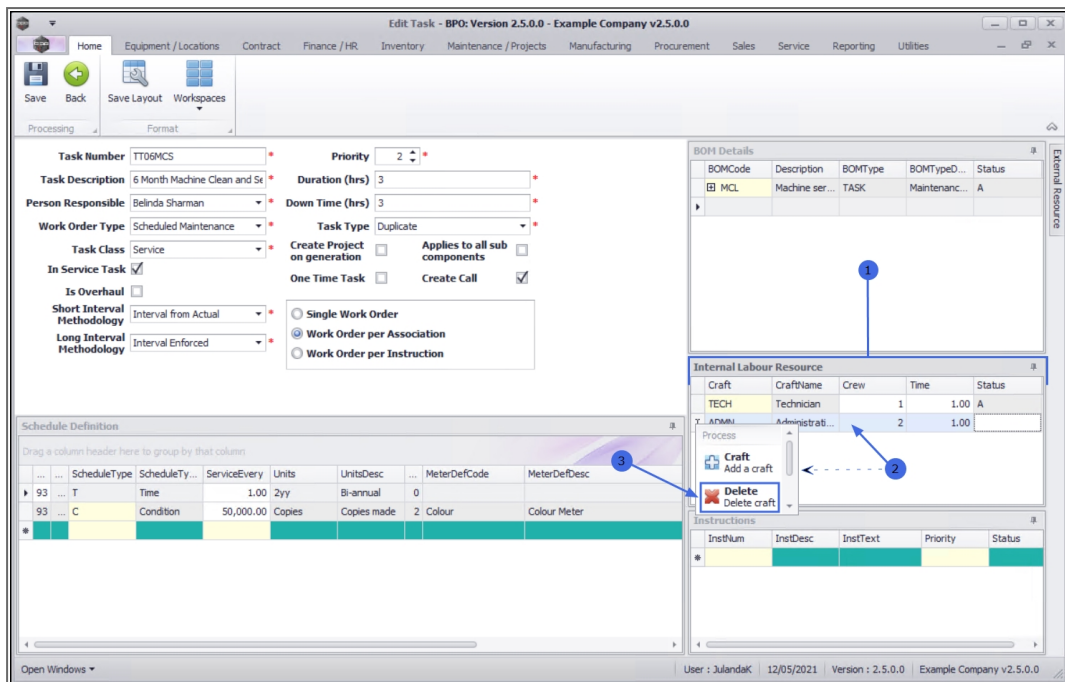 Edit Task - BPO: Version 2.5.0.0 - Example Company v2.5.0.0
Home Equipment / Locations Contract Finance / HR Inventory Maintenance / Projects Manufacturing Procurement Sales Service Reporting Utilities
Save Back Save Layout Workspaces
Processing Format
Task Number TT06MCS * Priority 2 *
Task Description 6 Month Machine Clean and Se * Duration (hrs) 3 *
Person Responsible Belinda Sharman * Down Time (hrs) 3 *
Work Order Type Scheduled Maintenance * Task Type Duplicate *
Task Class Service * Create Project on generation Applies to all sub components
In Service Task One Time Task Create Call
Is Overhaul
Short Interval Methodology Interval from Actual * Single Work Order
Work Order per Association
Long Interval Methodology Interval Enforced * Work Order per Instruction
BOM Details
BOMCode Description BOMType BOMTypeD... Status
MCL Machine ser... TASK Maintenanc... A
External Resource
1
Internal Labour Resource
Craft CraftName Crew Time Status
TECH Technician 1 1.00 A
ADMN Administrati... 2 1.00
Process
Craft
Add a craft
2
Delete
Delete craft
3
Schedule Definition
Drag a column header here to group by that column
... ... ScheduleType ScheduleTy... ServiceEvery Units UnitsDesc ... MeterDefCode MeterDefDesc
93 ... T Time 1.00 2yy Bi-annual 0
93 ... C Condition 50,000.00 Copies Copies made 2 Colour Colour Meter
Instructions
InstNum InstDesc InstText Priority Status
Open Windows User : JulandaK 12/05/2021 Version : 2.5.0.0 Example Company v2.5.0.0